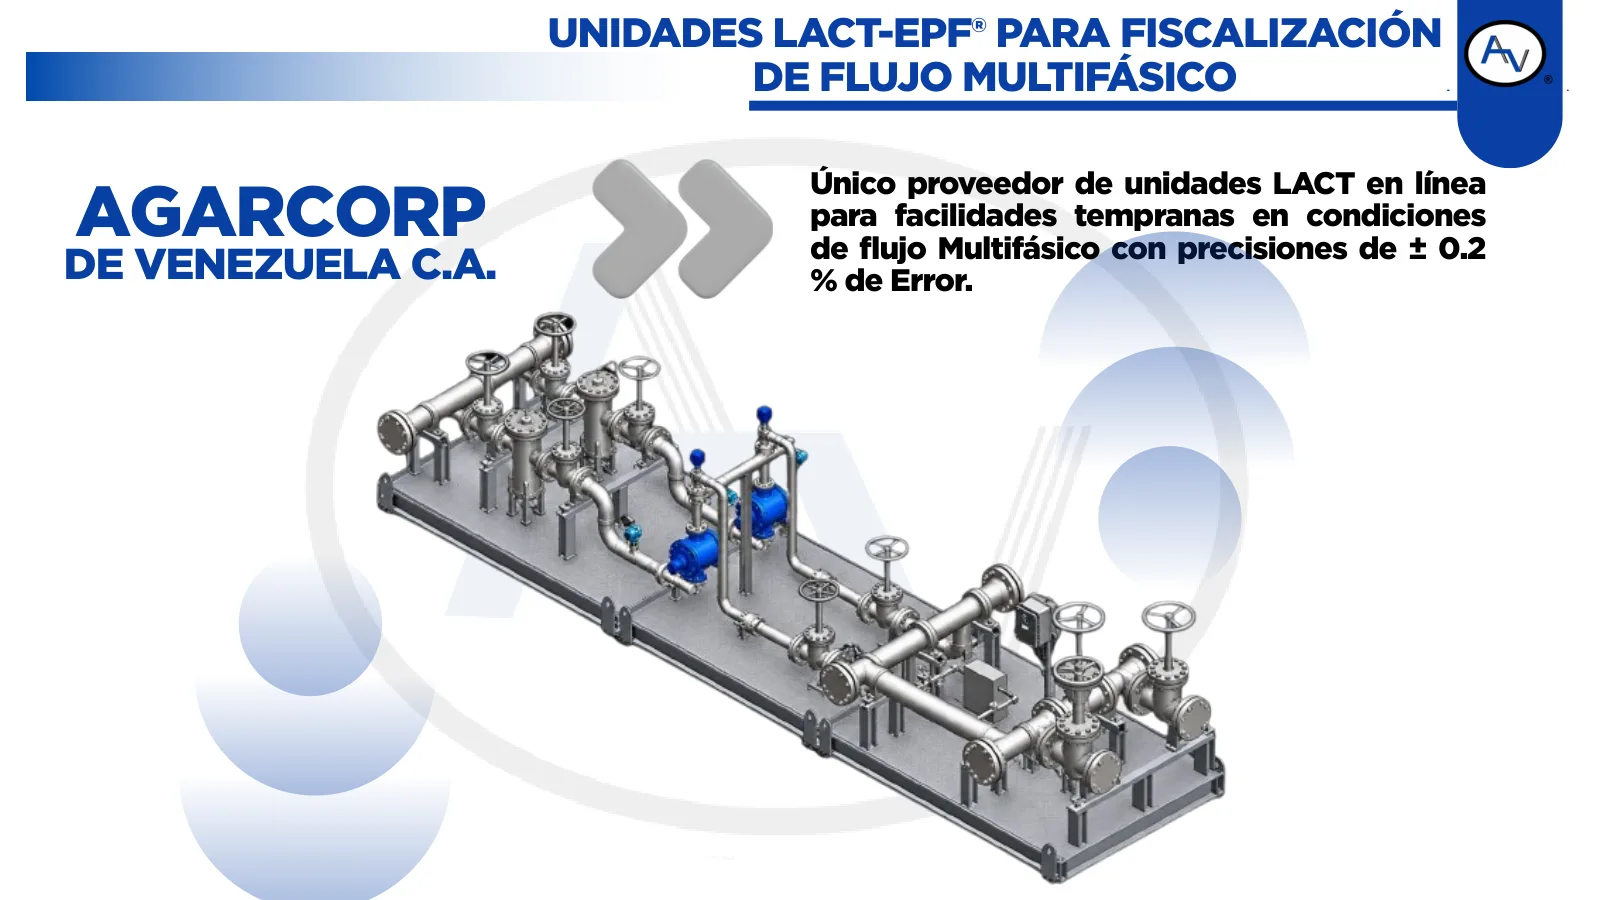 UNIDADES LACT-EPF® PARA FISCALIZACIÓN
DE FLUJO MULTIFÁSICO
AV®
AGARCORP
DE VENEZUELA C.A.
Único proveedor de unidades LACT en línea
para facilidades tempranas en condiciones
de flujo Multifásico con precisiones de ± 0.2
% de Error.